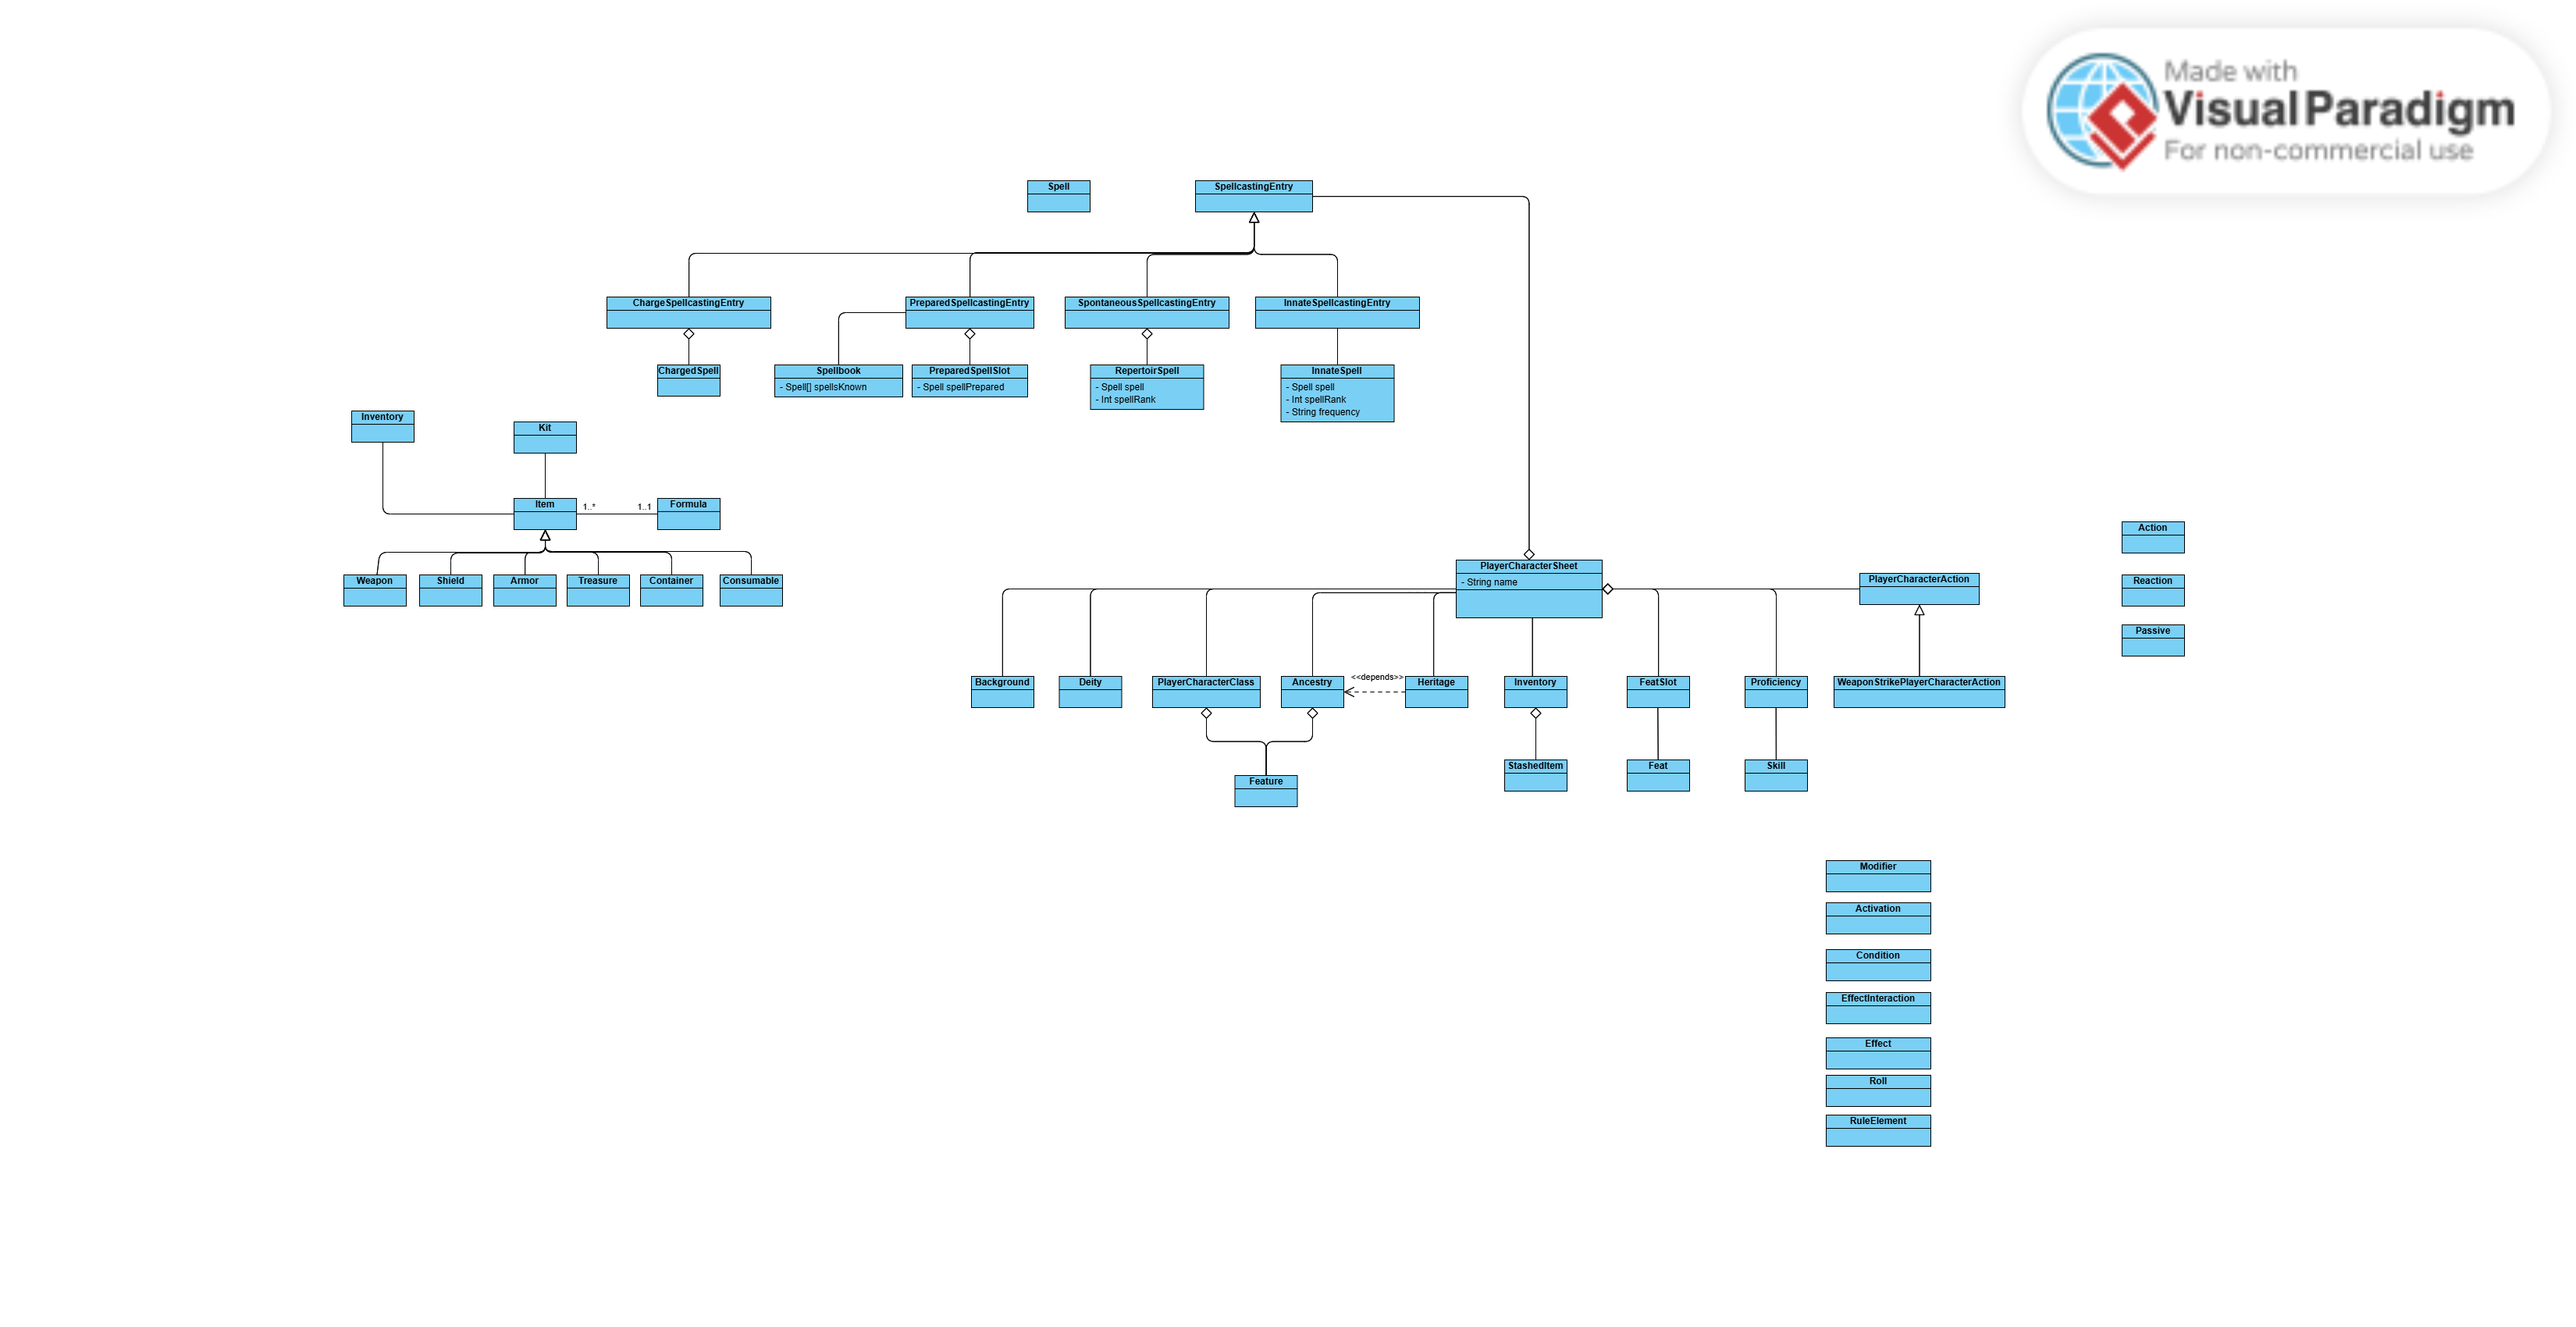 Made with
Visual Paradigm
For non-commercial use
Spell
SpellcastingEntry
ChargeSpellcastingEntry
PreparedSpellcastingEntry
SpontaneousSpellcastingEntry
InnateSpellcastingEntry
ChargedSpell
Spellbook
- Spell[] spellsKnown
PreparedSpellSlot
- Spell spellPrepared
RepertoirSpell
- Spell spell
- Int spellRank
InnateSpell
- Spell spell
- Int spellRank
- String frequency
Inventory
Kit
Item
1..*
1..1
Formula
Weapon
Shield
Armor
Treasure
Container
Consumable
Action
Reaction
Passive
PlayerCharacterSheet
- String name
PlayerCharacterAction
Background
Deity
PlayerCharacterClass
Ancestry
<<depends>>
Heritage
Inventory
FeatSlot
Proficiency
WeaponStrikePlayerCharacterAction
Feature
StashedItem
Feat
Skill
Modifier
Activation
Condition
EffectInteraction
Effect
Roll
RuleElement